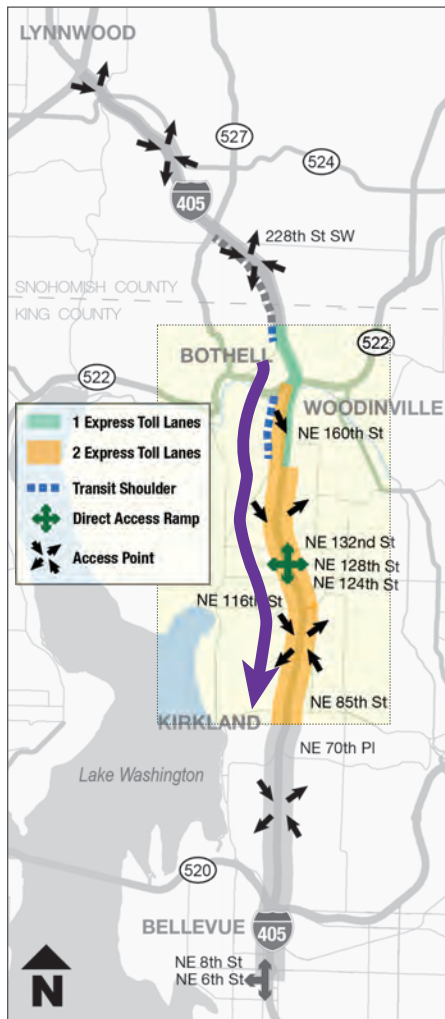 LYNNWOOD
527
524
405
228th St SW
SNOHOMISH COUNTY
KING COUNTY
522
BOTHELL
522
WOODINVILLE
1 Express Toll Lanes
2 Express Toll Lanes
Transit Shoulder
Direct Access Ramp
Access Point
NE 160th St
NE 132nd St
NE 128th St
NE 124th St
NE 116th St
NE 85th St
KIRKLAND
NE 70th Pl
Lake Washington
520
BELLEVUE
405
NE 8th St
NE 6th St
N